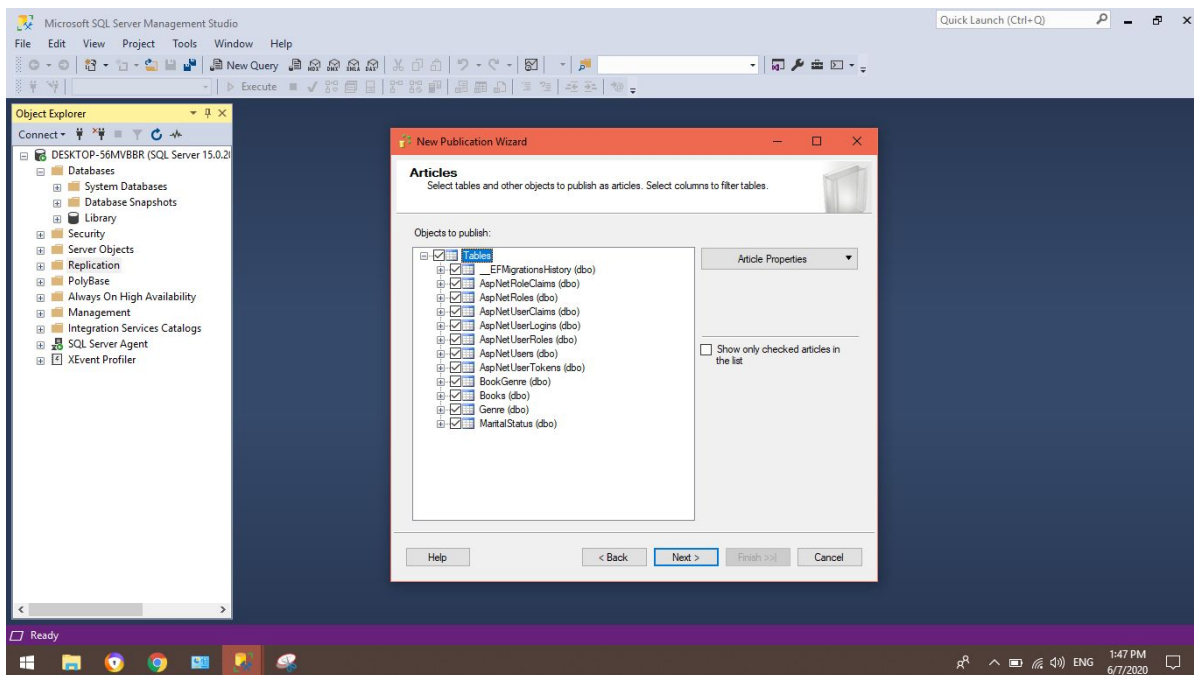 Microsoft SQL Server Management Studio
Quick Launch (Ctrl+Q)
File Edit View Project Tools Window Help
New Query
Execute
Object Explorer
Connect
DESKTOP-56MVBBR (SQL Server 15.0.20
Databases
System Databases
Database Snapshots
Library
Security
Server Objects
Replication
PolyBase
Always On High Availability
Management
Integration Services Catalogs
SQL Server Agent
XEvent Profiler
New Publication Wizard
Articles
Select tables and other objects to publish as articles. Select columns to filter tables.
Objects to publish:
Tables
__EFMigrationsHistory (dbo)
AspNetRoleClaims (dbo)
AspNetRoles (dbo)
AspNetUserClaims (dbo)
AspNetUserLogins (dbo)
AspNetUserRoles (dbo)
AspNetUsers (dbo)
AspNetUserTokens (dbo)
BookGenre (dbo)
Books (dbo)
Genre (dbo)
MaritalStatus (dbo)
Article Properties
Show only checked articles in
the list
Help < Back Next > Finish >>| Cancel
Ready
ENG
1:47 PM
6/7/2020